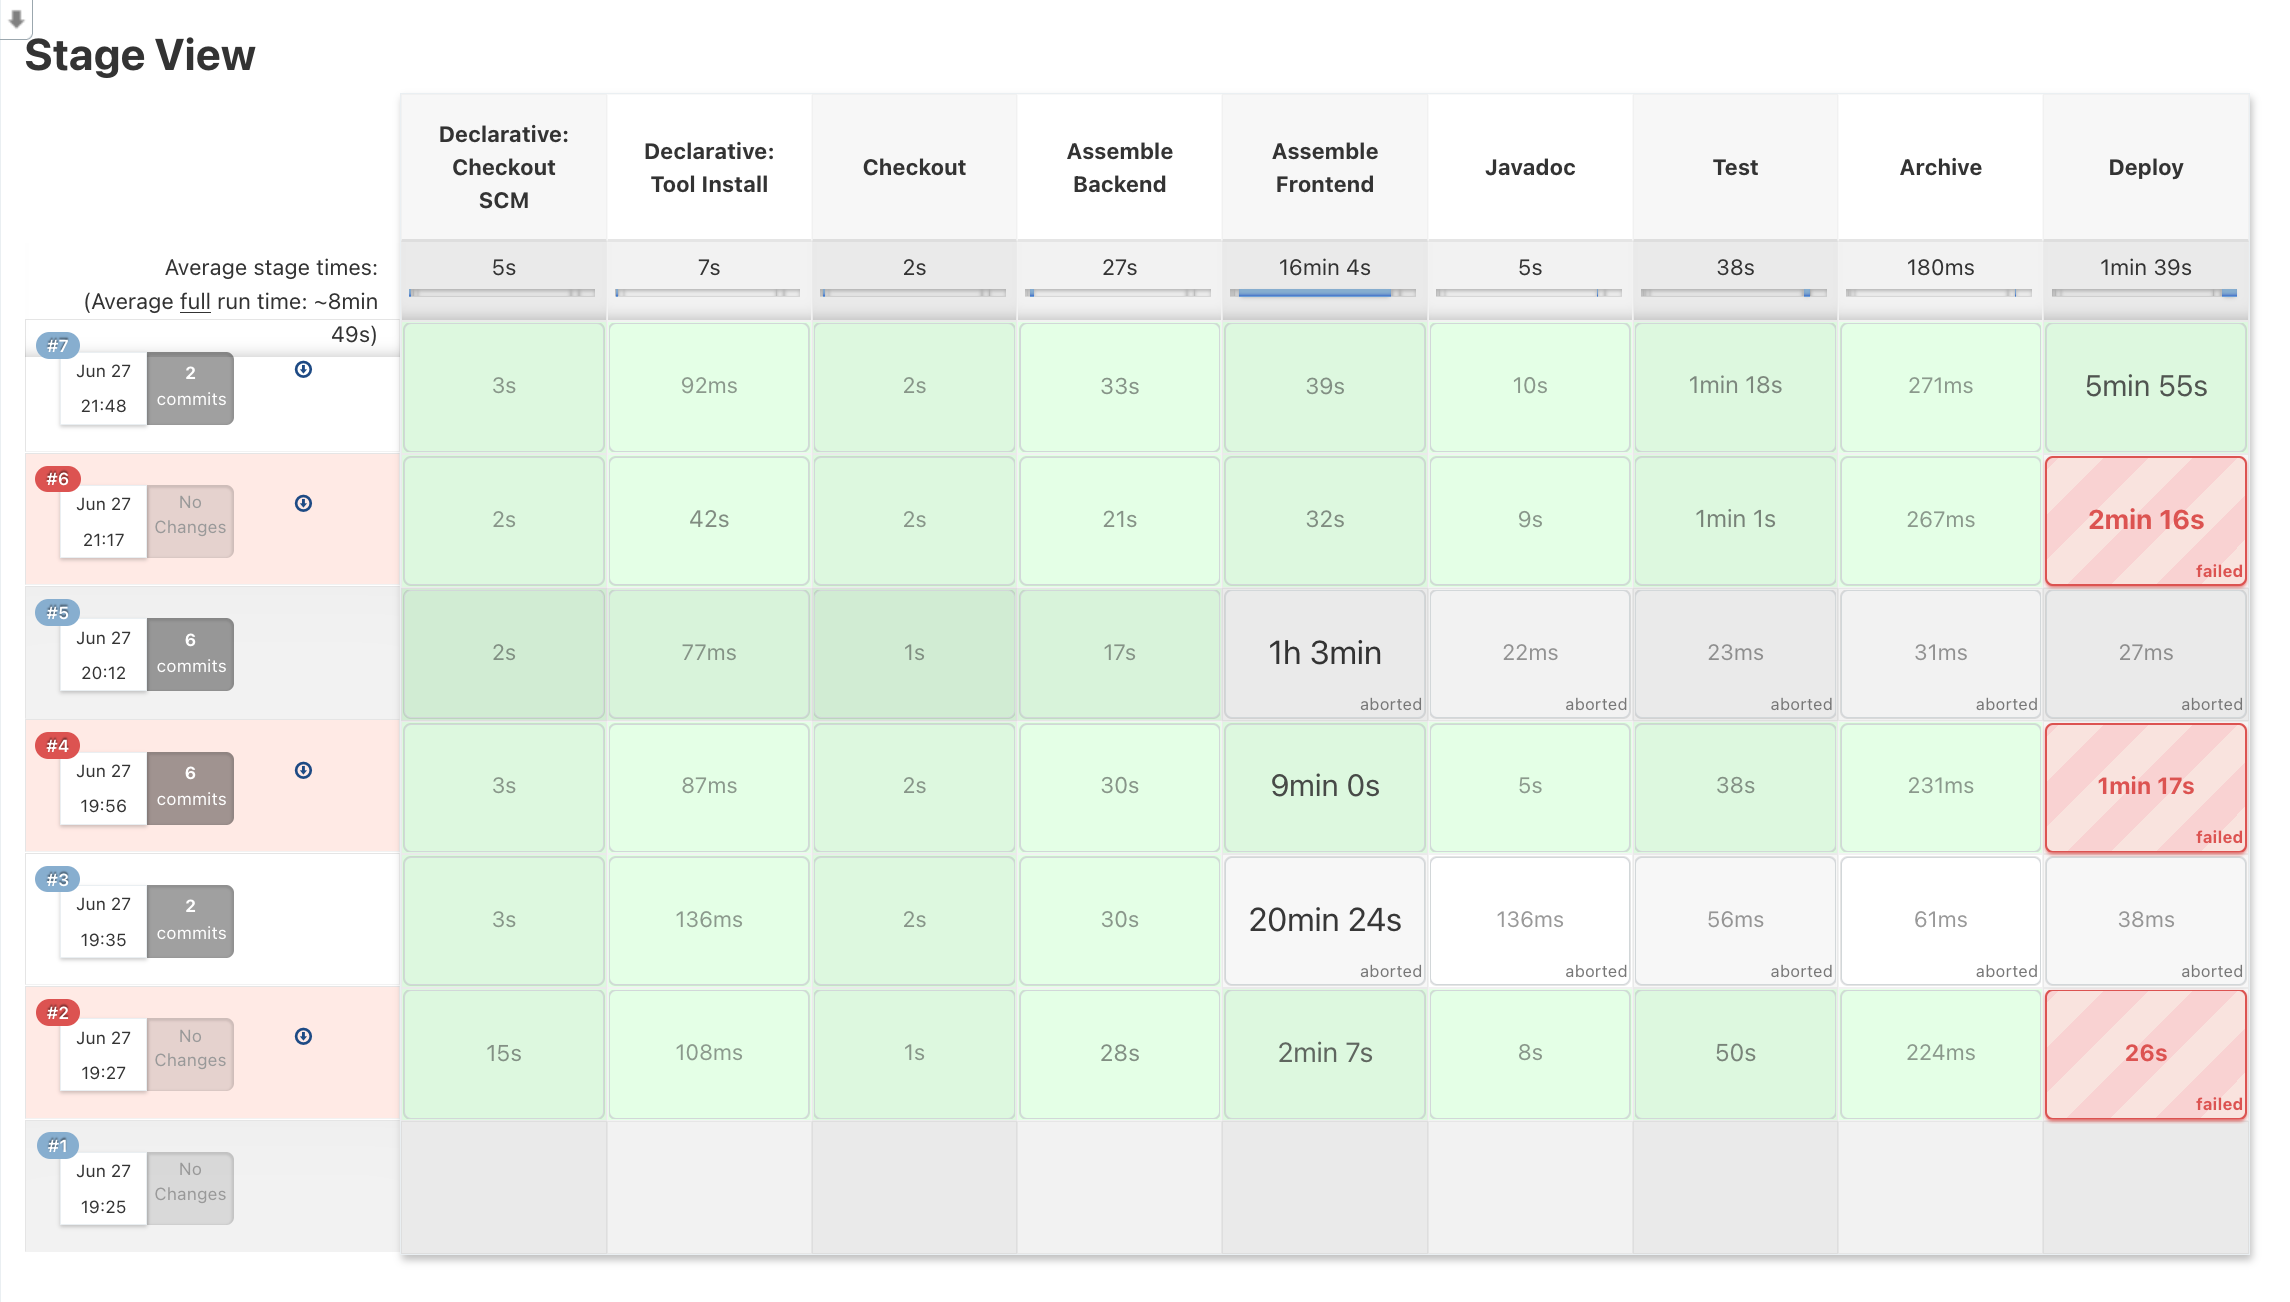 Stage View
Declarative:
Checkout
SCM
Declarative:
Tool Install
Checkout
Assemble
Backend
Assemble
Frontend
Javadoc
Test
Archive
Deploy
Average stage times:
(Average full run time: ~8min
49s)
5s
7s
2s
27s
16min 4s
5s
38s
180ms
1min 39s
#7
Jun 27
21:48
2
commits
3s
92ms
2s
33s
39s
10s
1min 18s
271ms
5min 55s
#6
Jun 27
21:17
No
Changes
2s
42s
2s
21s
32s
9s
1min 1s
267ms
2min 16s
failed
#5
Jun 27
20:12
6
commits
2s
77ms
1s
17s
1h 3min
aborted
22ms
aborted
23ms
aborted
31ms
aborted
27ms
aborted
#4
Jun 27
19:56
6
commits
3s
87ms
2s
30s
9min 0s
5s
38s
231ms
1min 17s
failed
#3
Jun 27
19:35
2
commits
3s
136ms
2s
30s
20min 24s
aborted
136ms
aborted
56ms
aborted
61ms
aborted
38ms
aborted
#2
Jun 27
19:27
No
Changes
15s
108ms
1s
28s
2min 7s
8s
50s
224ms
26s
failed
#1
Jun 27
19:25
No
Changes